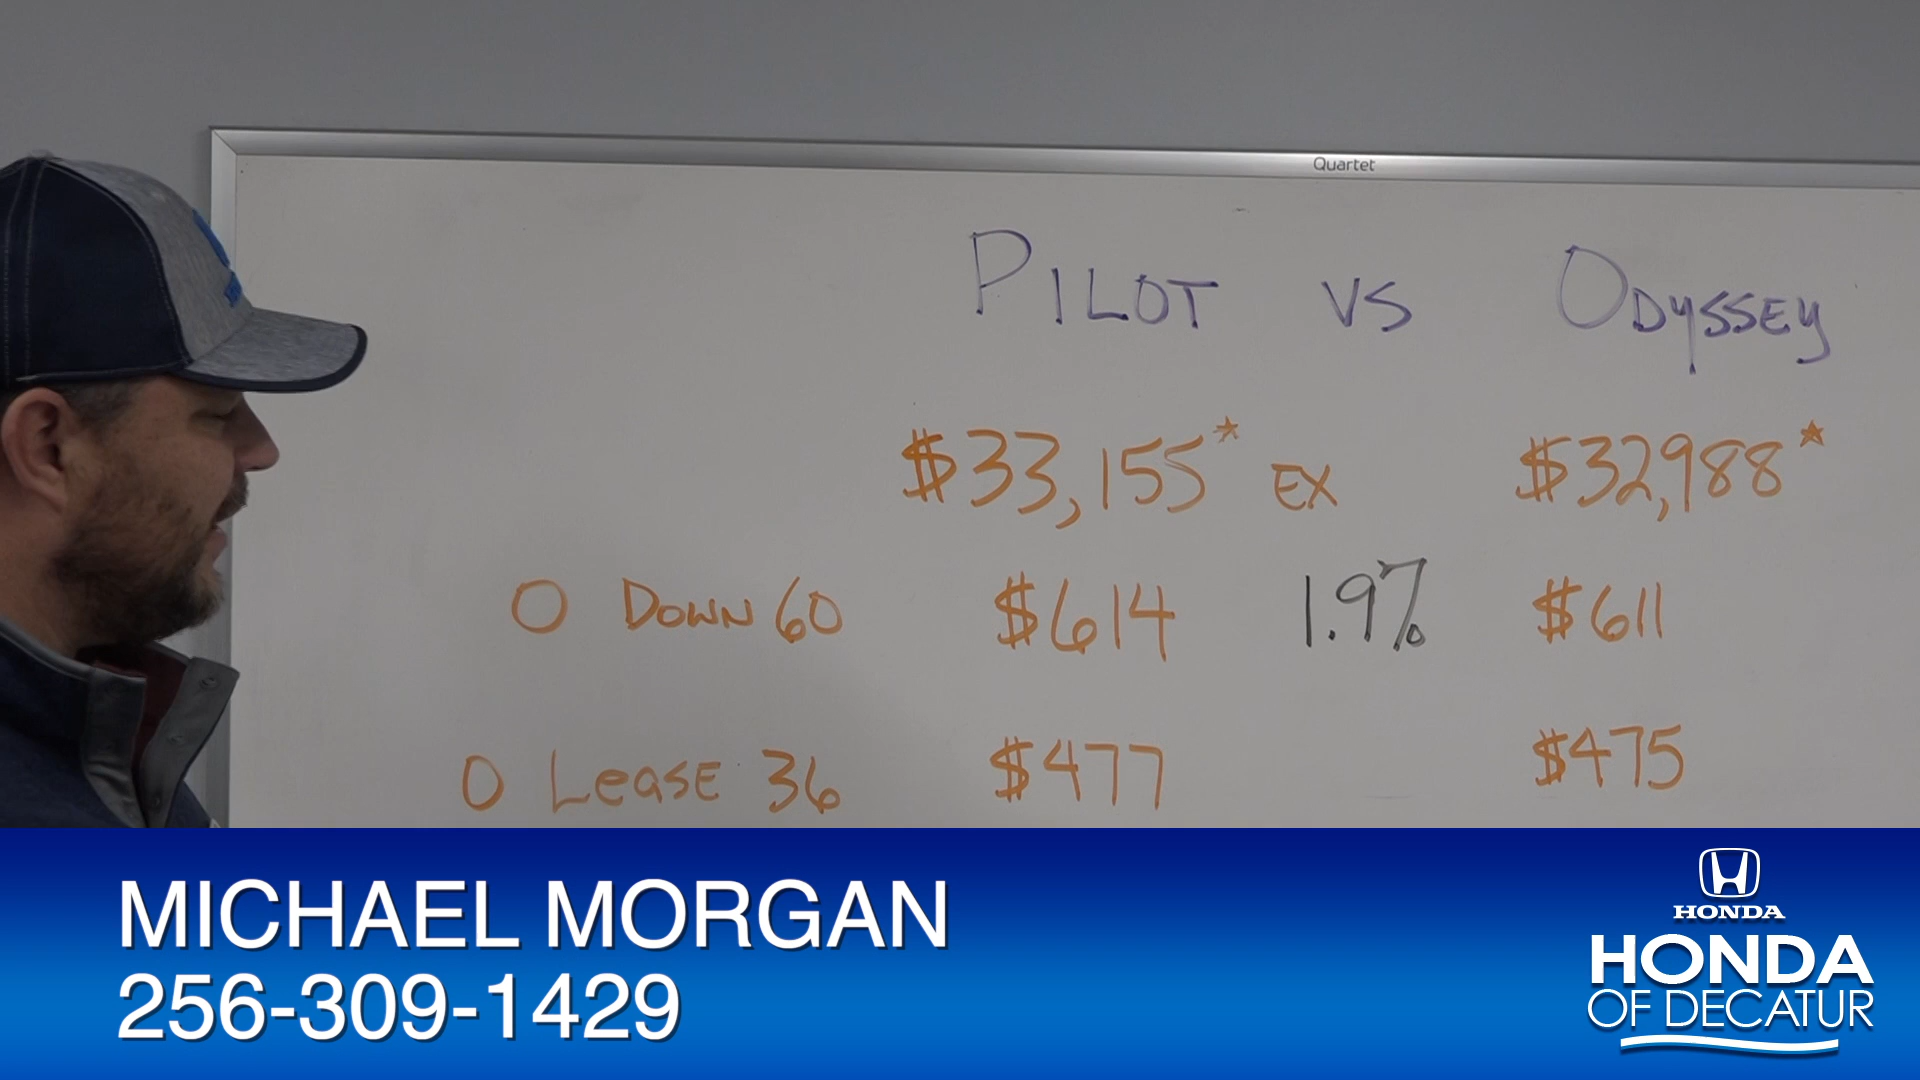 Quartet
PILOT VS ODYSSEY
$33,155* EX $32,988*
0 DOWN 60 $614 1.9% $611
0 LEASE 36 $477 $475
MICHAEL MORGAN
256-309-1429
HONDA
HONDA
OF DECATUR